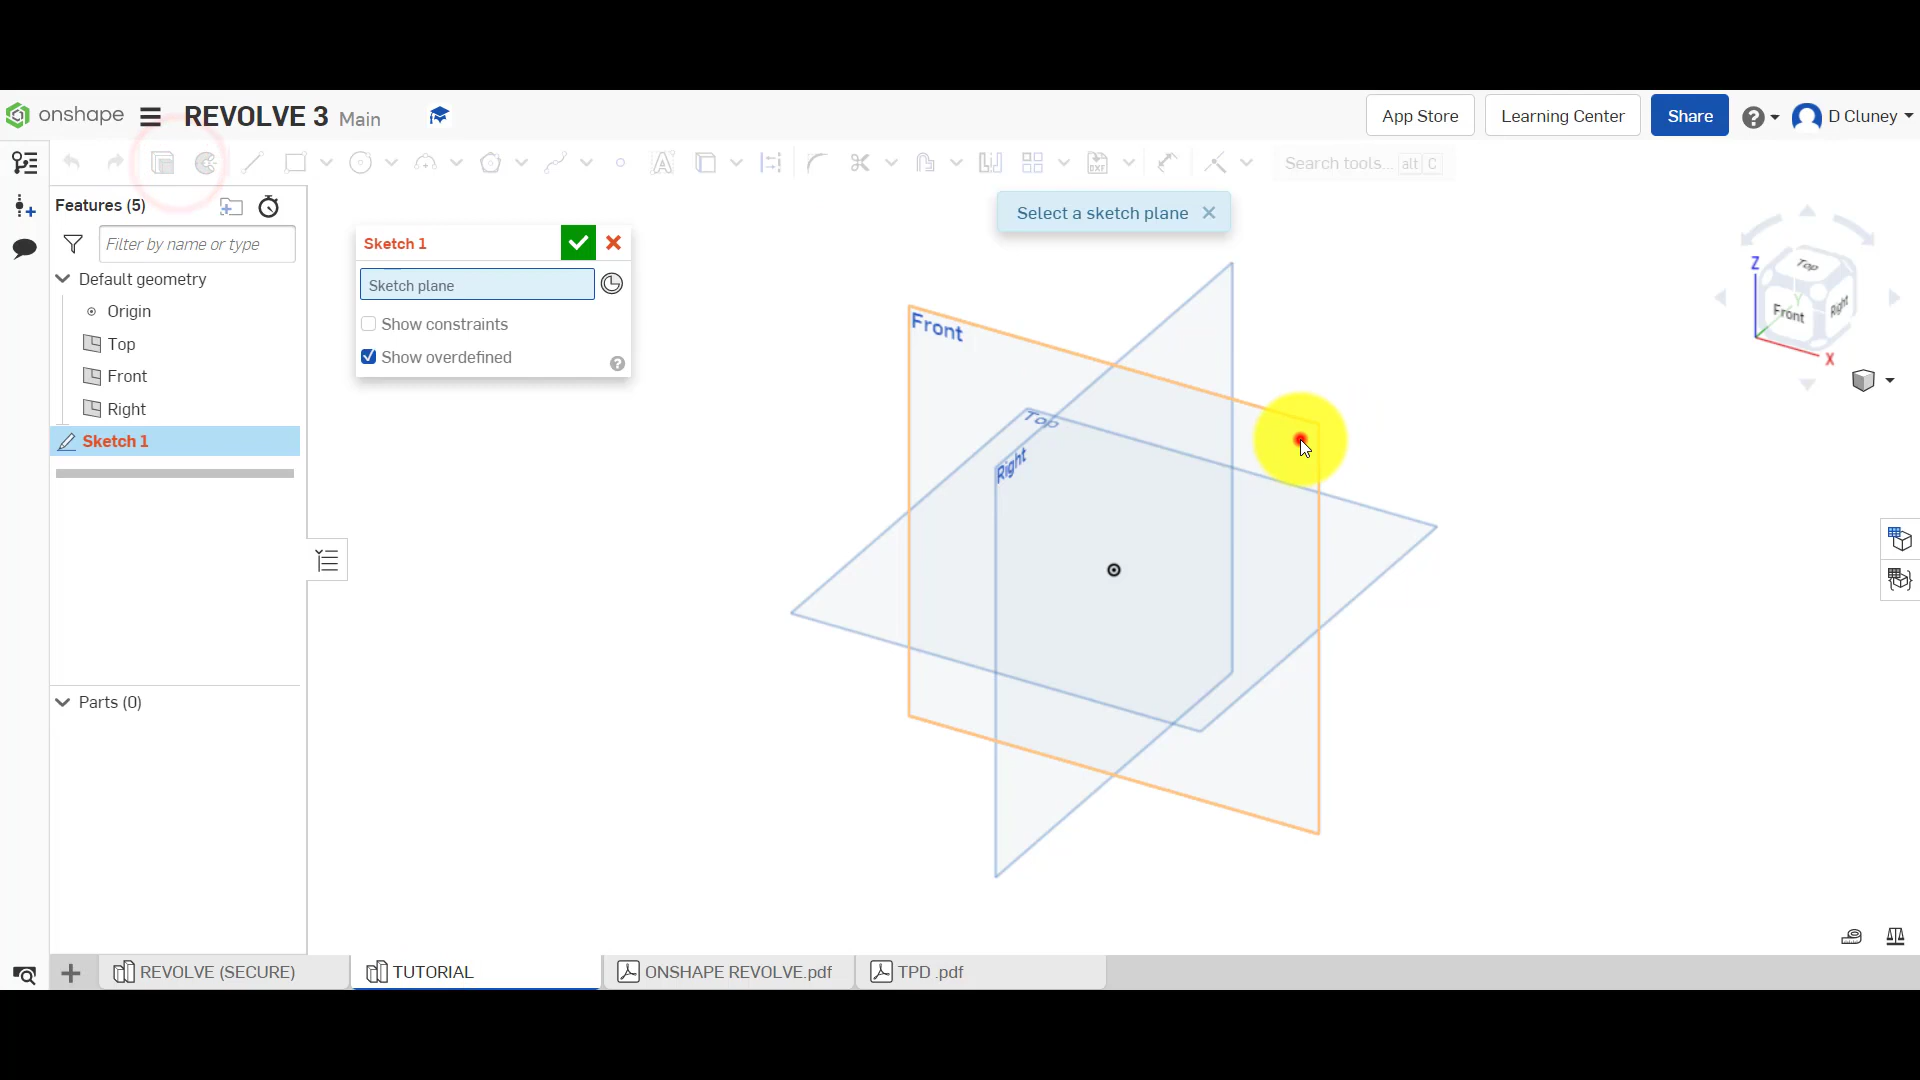 onshape REVOLVE 3 Main App Store Learning Center Share ? D Cluney
Search tools... alt C
Features (5)
Filter by name or type
Default geometry
Origin
Top
Front
Right
Sketch 1
Parts (0)
Sketch 1
Sketch plane
Show constraints
Show overdefined
Select a sketch plane
Front
Top
Right
Z
Top
Y
Front
Right
X
REVOLVE (SECURE) TUTORIAL ONSHAPE REVOLVE.pdf TPD .pdf